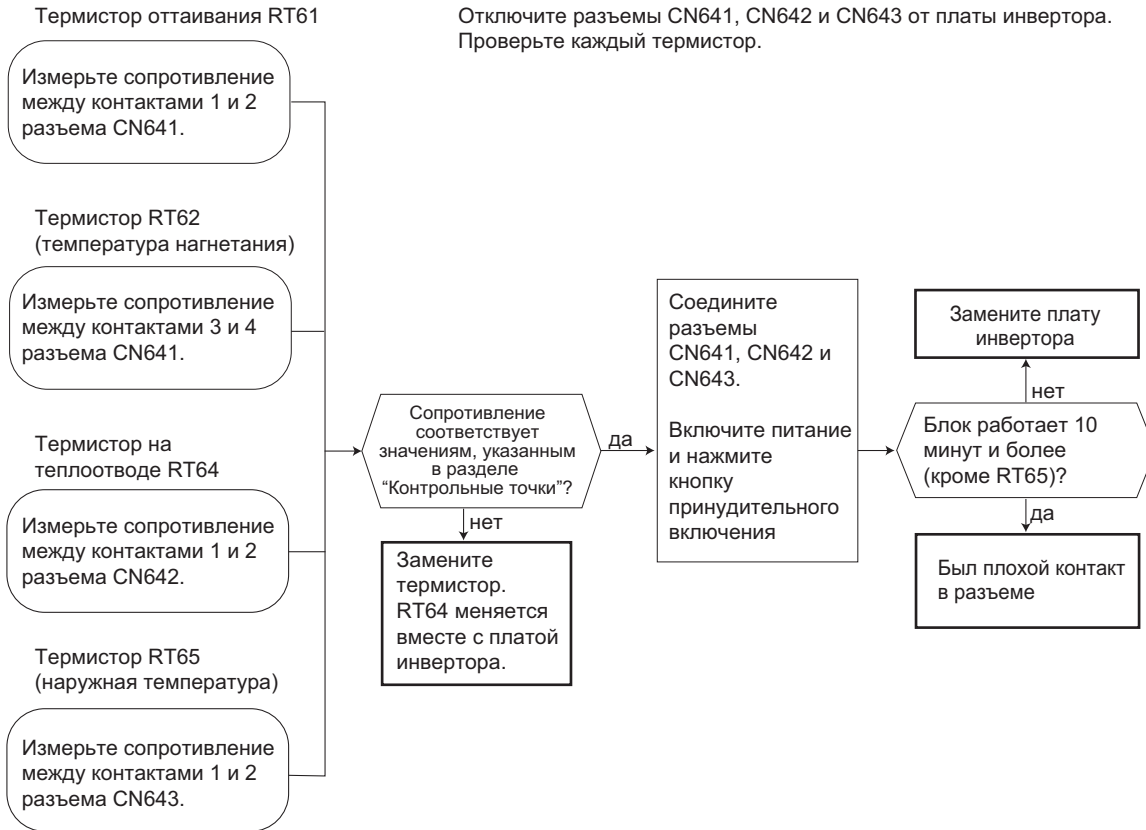 Термистор оттаивания RT61
Отключите разъемы CN641, CN642 и CN643 от платы инвертора.
Проверьте каждый термистор.
Измерьте сопротивление
между контактами 1 и 2
разъема CN641.
Термистор RT62
(температура нагнетания)
Измерьте сопротивление
между контактами 3 и 4
разъема CN641.
Термистор на
теплоотводе RT64
Измерьте сопротивление
между контактами 1 и 2
разъема CN642.
Термистор RT65
(наружная температура)
Измерьте сопротивление
между контактами 1 и 2
разъема CN643.
Сопротивление
соответствует
значениям, указанным
в разделе
“Контрольные точки”?
да
нет
Замените
термистор.
RT64 меняется
вместе с платой
инвертора.
Соедините
разъемы
CN641, CN642 и
CN643.
Включите питание
и нажмите
кнопку
принудительного
включения
Замените плату
инвертора
нет
Блок работает 10
минут и более
(кроме RT65)?
да
Был плохой контакт
в разъеме